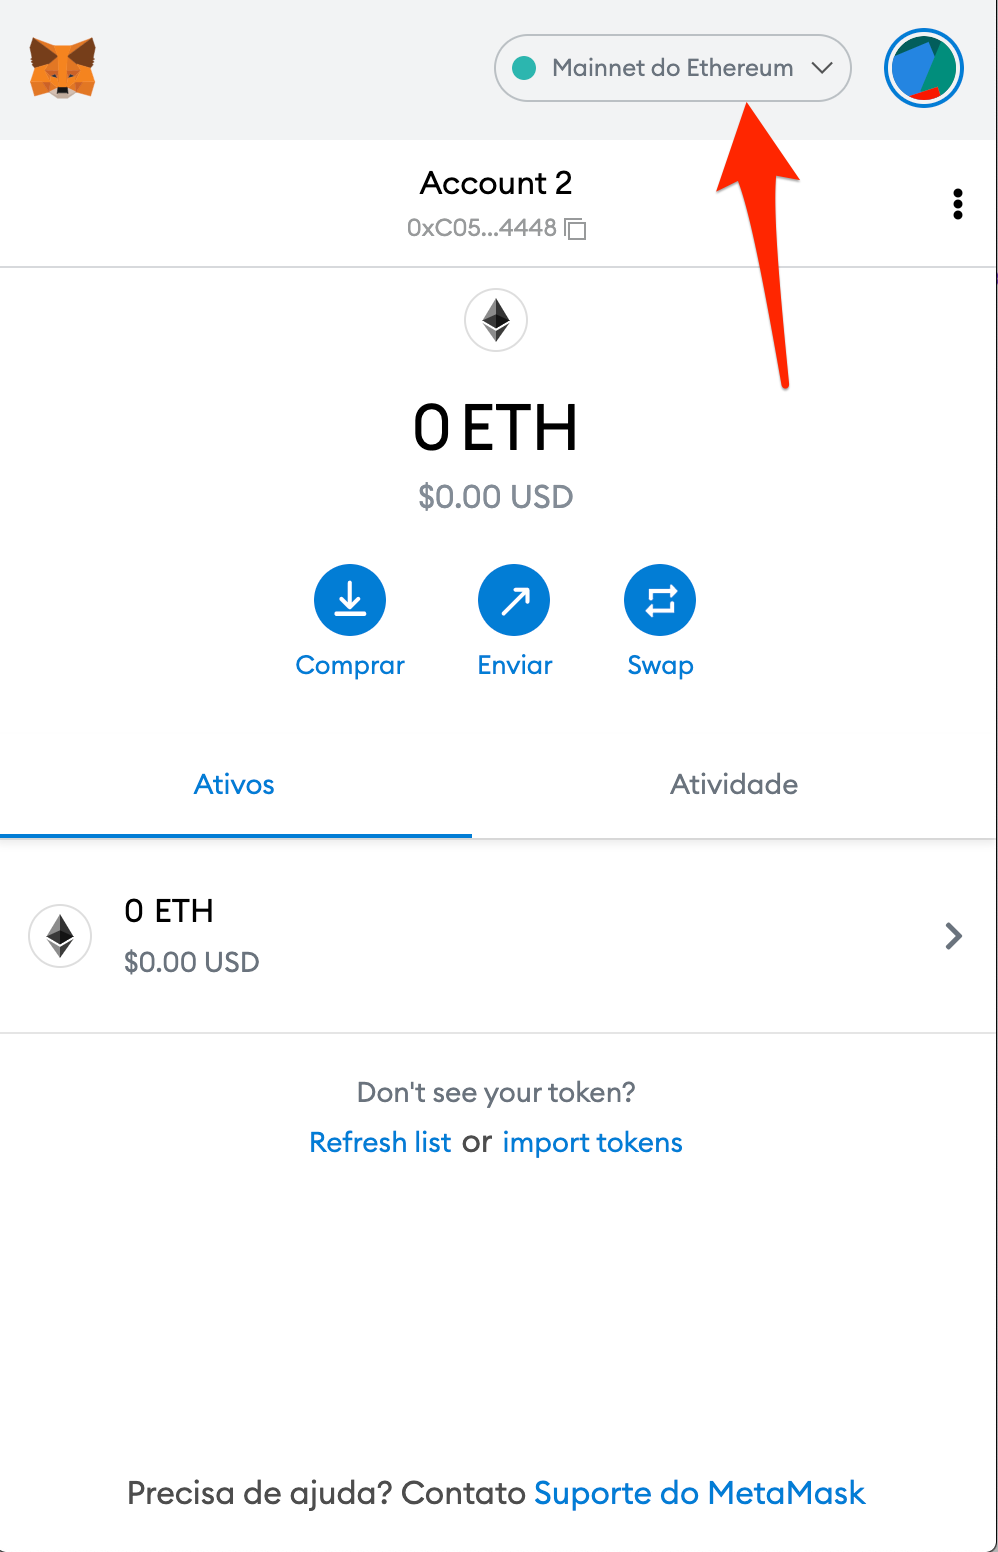 Mainnet do Ethereum
Account 2
0xC05...4448
0 ETH
$0.00 USD
Comprar Enviar Swap
Ativos Atividade
0 ETH
$0.00 USD
Don't see your token?
Refresh list or import tokens
Precisa de ajuda? Contato Suporte do MetaMask